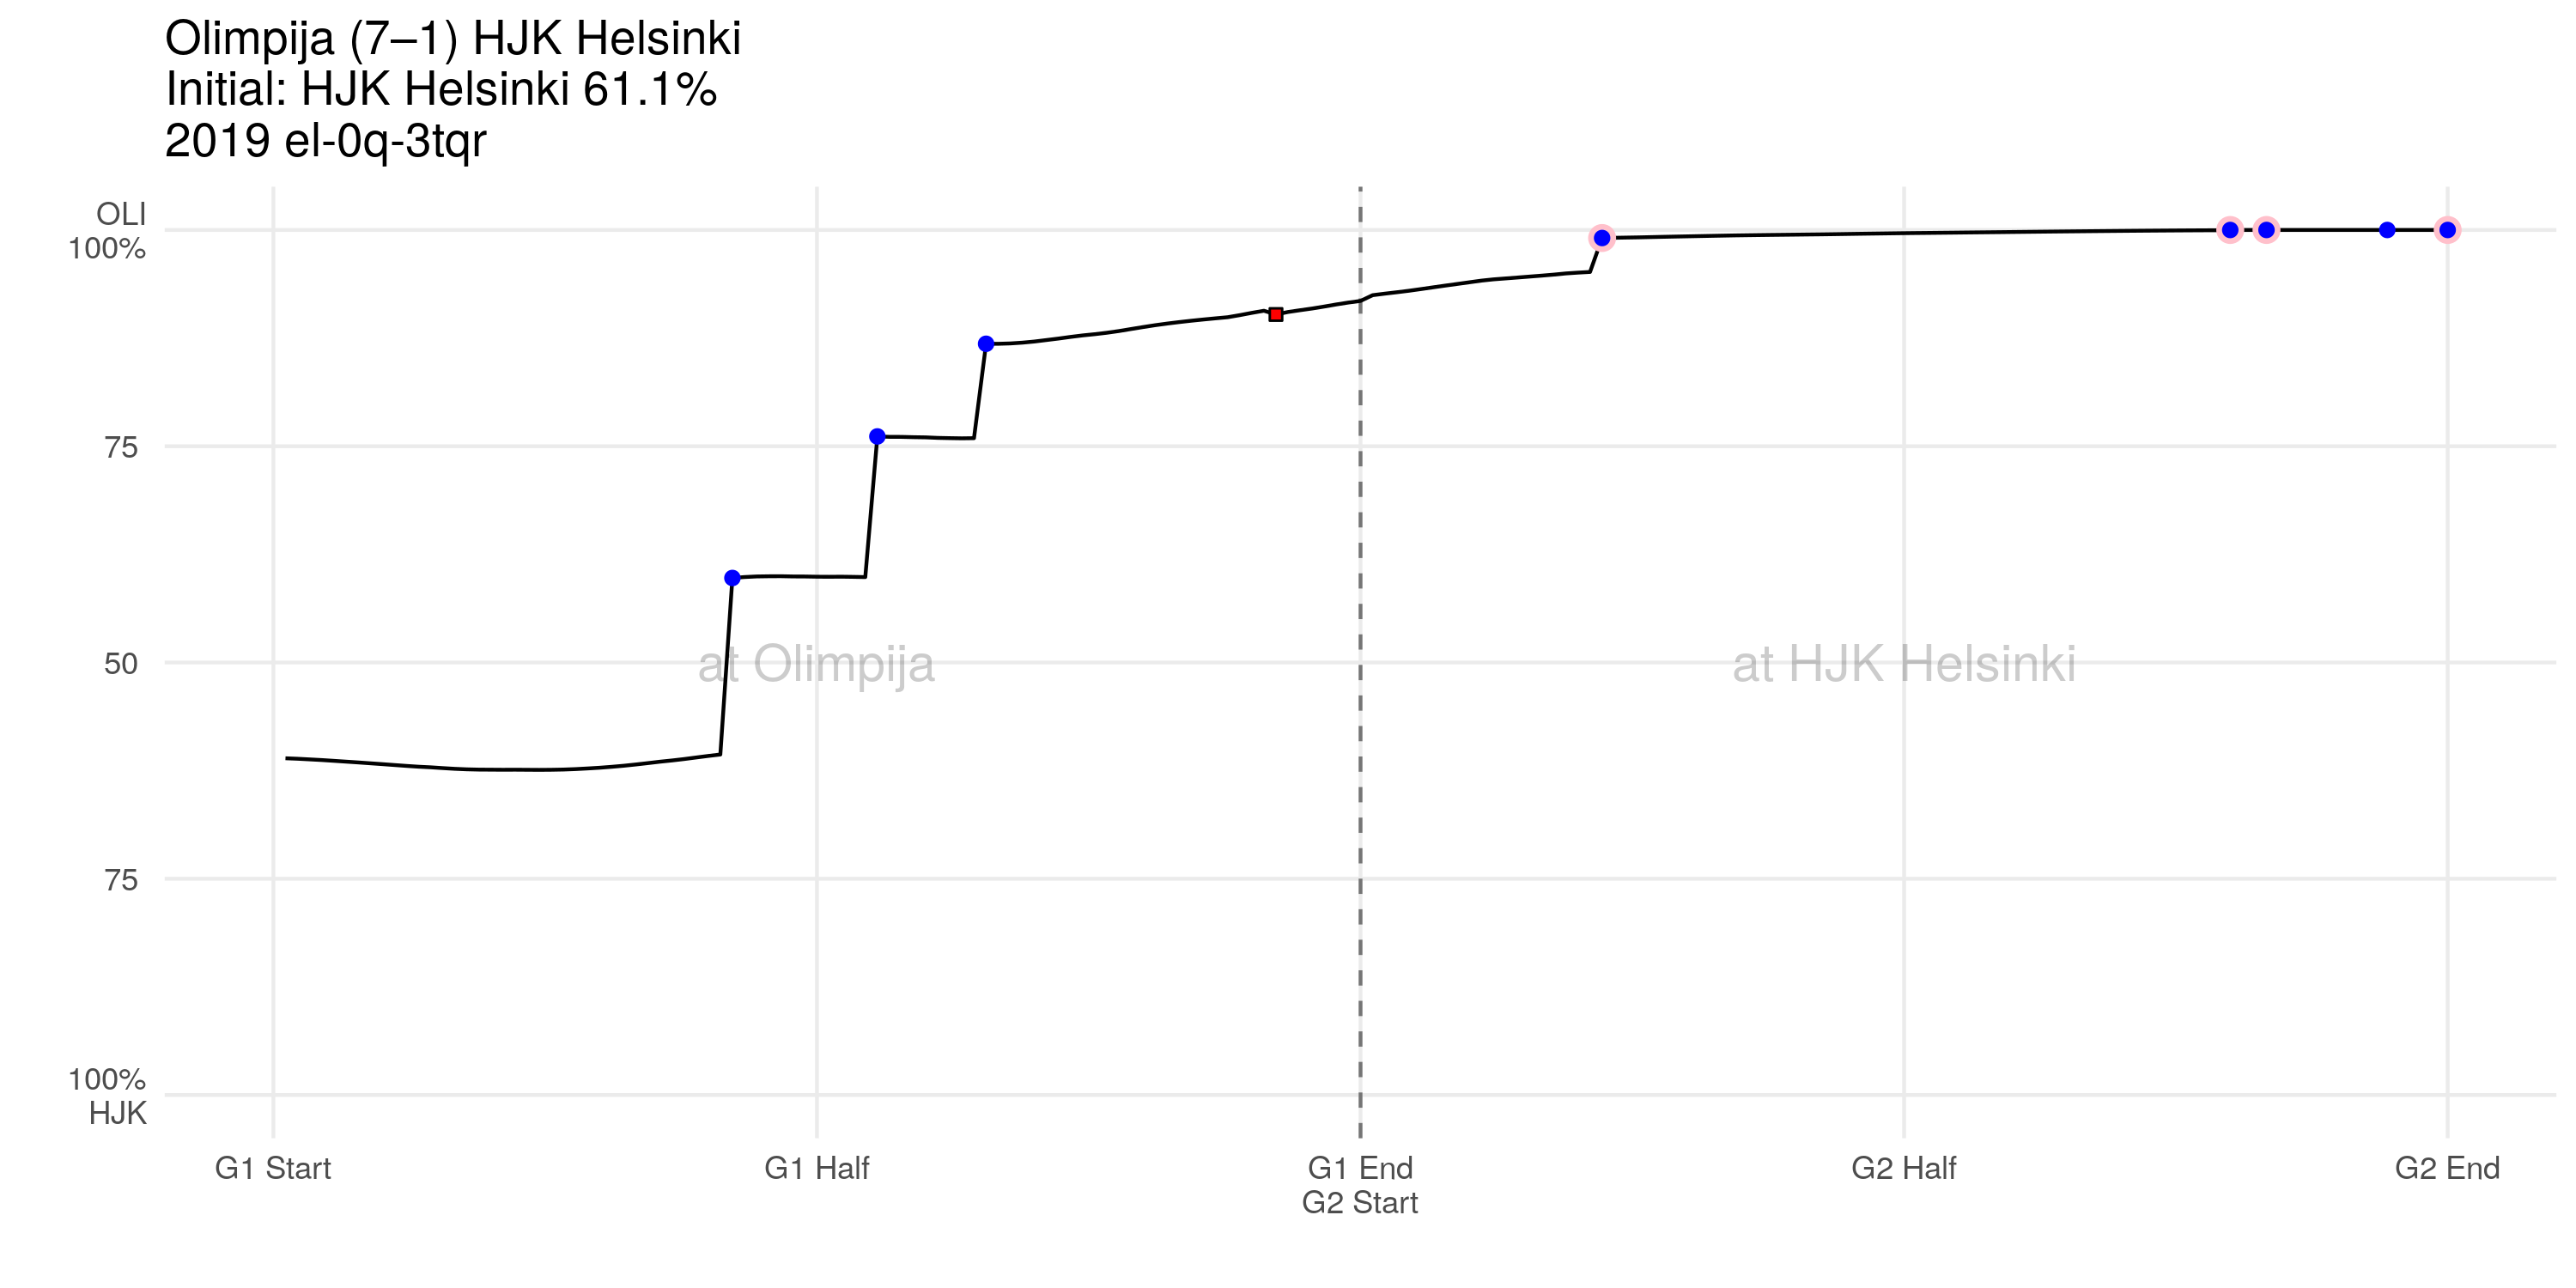 Olimpija (7–1) HJK Helsinki
Initial: HJK Helsinki 61.1%
2019 el-0q-3tqr
OLI
100%
75
50
75
100%
HJK
at Olimpija
at HJK Helsinki
G1 Start
G1 Half
G1 End
G2 Start
G2 Half
G2 End